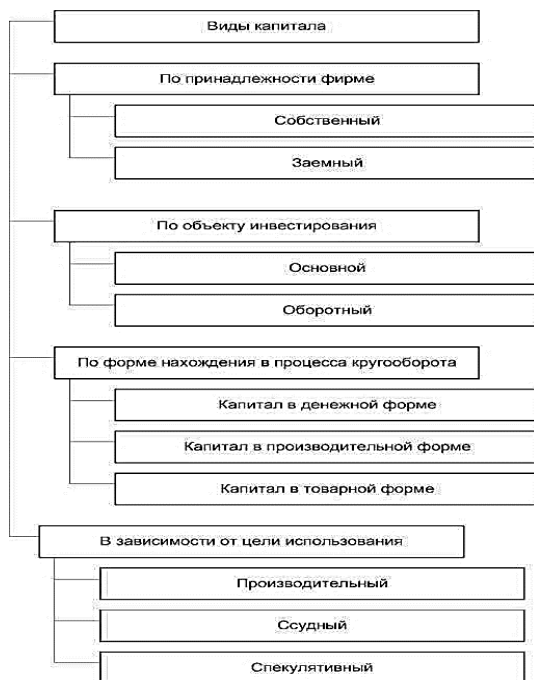 Виды капитала
По принадлежности фирме
Собственный
Заемный
По объекту инвестирования
Основной
Оборотный
По форме нахождения в процесса кругооборота
Капитал в денежной форме
Капитал в производительной форме
Капитал в товарной форме
В зависимости от цели использования
Производительный
Ссудный
Спекулятивный